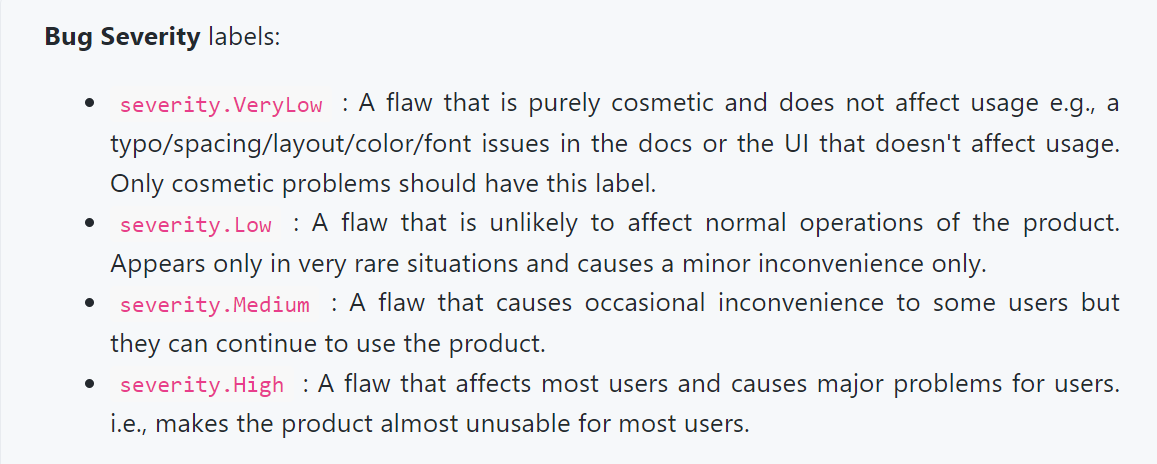 Bug Severity labels:
• severity.VeryLow : A flaw that is purely cosmetic and does not affect usage e.g., a
typo/spacing/layout/color/font issues in the docs or the UI that doesn't affect usage.
Only cosmetic problems should have this label.
• severity.Low : A flaw that is unlikely to affect normal operations of the product.
Appears only in very rare situations and causes a minor inconvenience only.
• severity.Medium : A flaw that causes occasional inconvenience to some users but
they can continue to use the product.
• severity.High : A flaw that affects most users and causes major problems for users.
i.e., makes the product almost unusable for most users.